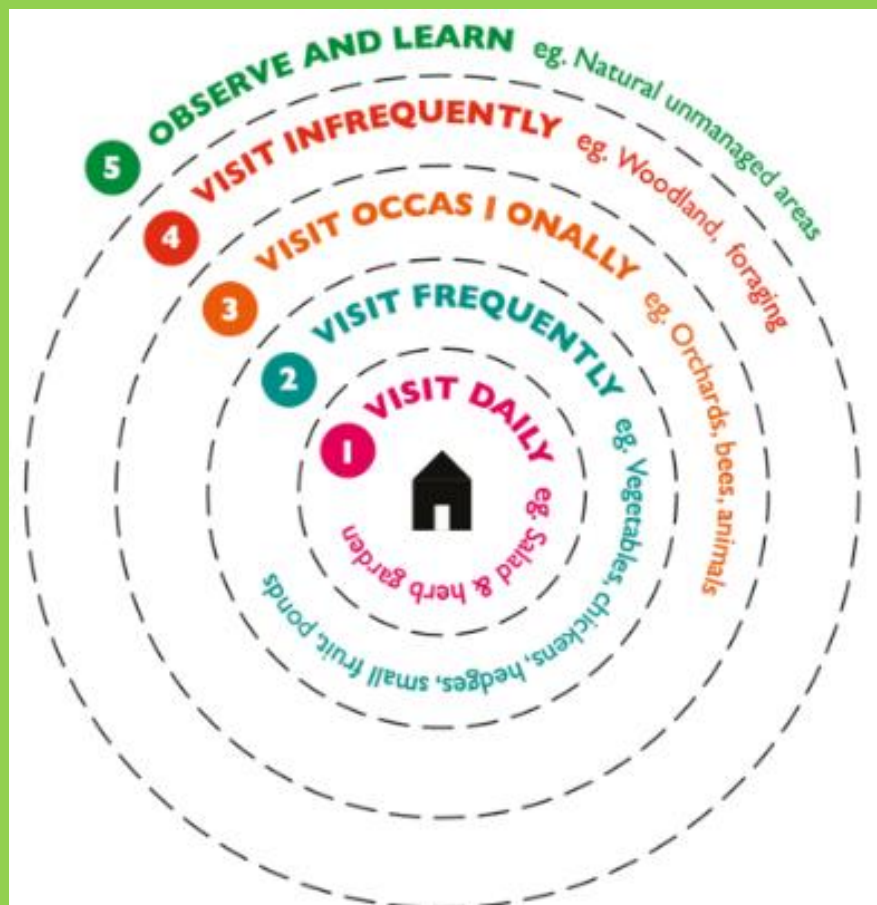 5 OBSERVE AND LEARN eg. Natural unmanaged areas
4 VISIT INFREQUENTLY eg. Woodland, foraging
3 VISIT OCCAS I ONALLY eg. Orchards, bees, animals
2 VISIT FREQUENTLY eg. Vegetables, chickens, hedges, small fruit, ponds
1 VISIT DAILY eg. Salad & herb garden